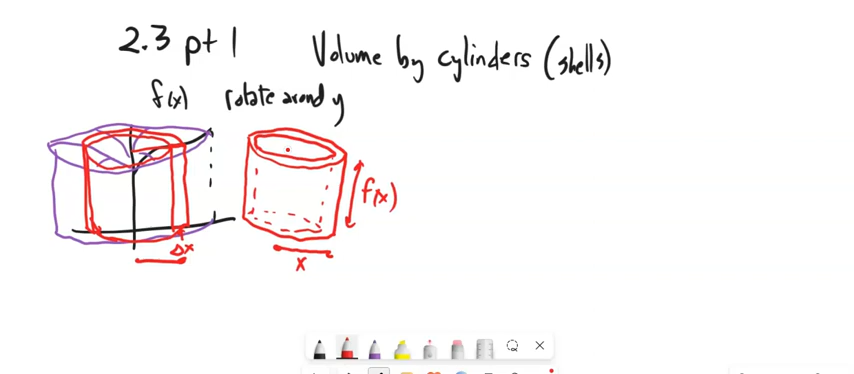 2.3 pt 1 Volume by cylinders (shells)
f(x) rotate around y
f(x)
Δx
x